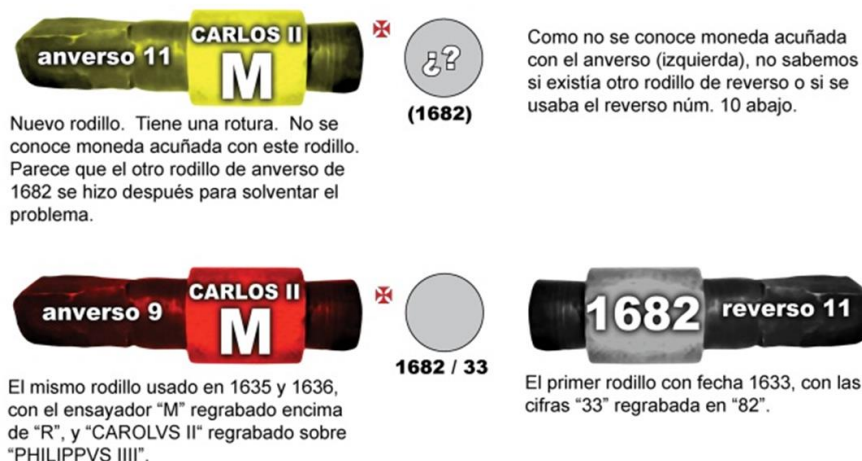 anverso 11
CARLOS II
M
¿?
(1682)
Como no se conoce moneda acuñada
con el anverso (izquierda), no sabemos
si existía otro rodillo de reverso o si se
usaba el reverso núm. 10 abajo.
Nuevo rodillo. Tiene una rotura. No se
conoce moneda acuñada con este rodillo.
Parece que el otro rodillo de anverso de
1682 se hizo después para solventar el
problema.
anverso 9
CARLOS II
M
1682 / 33
1682
reverso 11
El mismo rodillo usado en 1635 y 1636,
con el ensayador “M” regrabado encima
de “R”, y “CAROLVS II“ regrabado sobre
“PHILIPPVS IIII”.
El primer rodillo con fecha 1633, con las
cifras “33” regrabada en “82”.